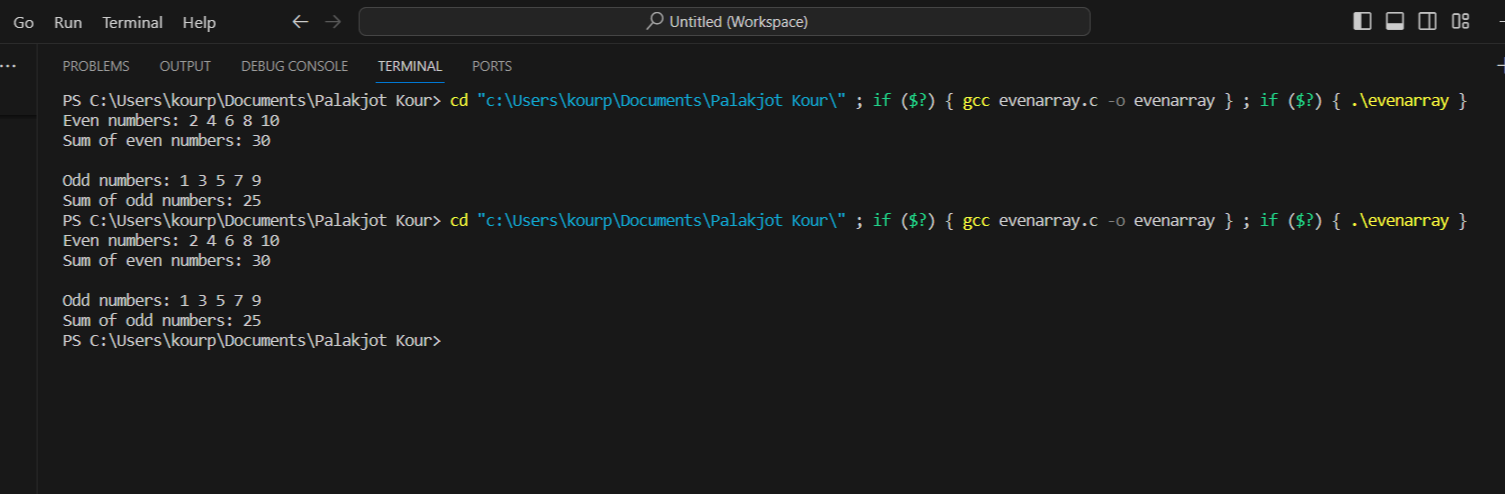 Go Run Terminal Help Untitled (Workspace)
PROBLEMS OUTPUT DEBUG CONSOLE TERMINAL PORTS
PS C:\Users\kourp\Documents\Palakjot Kour> cd "c:\Users\kourp\Documents\Palakjot Kour\" ; if ($?) { gcc evenarray.c -o evenarray } ; if ($?) { .\evenarray }
Even numbers: 2 4 6 8 10
Sum of even numbers: 30
Odd numbers: 1 3 5 7 9
Sum of odd numbers: 25
PS C:\Users\kourp\Documents\Palakjot Kour> cd "c:\Users\kourp\Documents\Palakjot Kour\" ; if ($?) { gcc evenarray.c -o evenarray } ; if ($?) { .\evenarray }
Even numbers: 2 4 6 8 10
Sum of even numbers: 30
Odd numbers: 1 3 5 7 9
Sum of odd numbers: 25
PS C:\Users\kourp\Documents\Palakjot Kour>